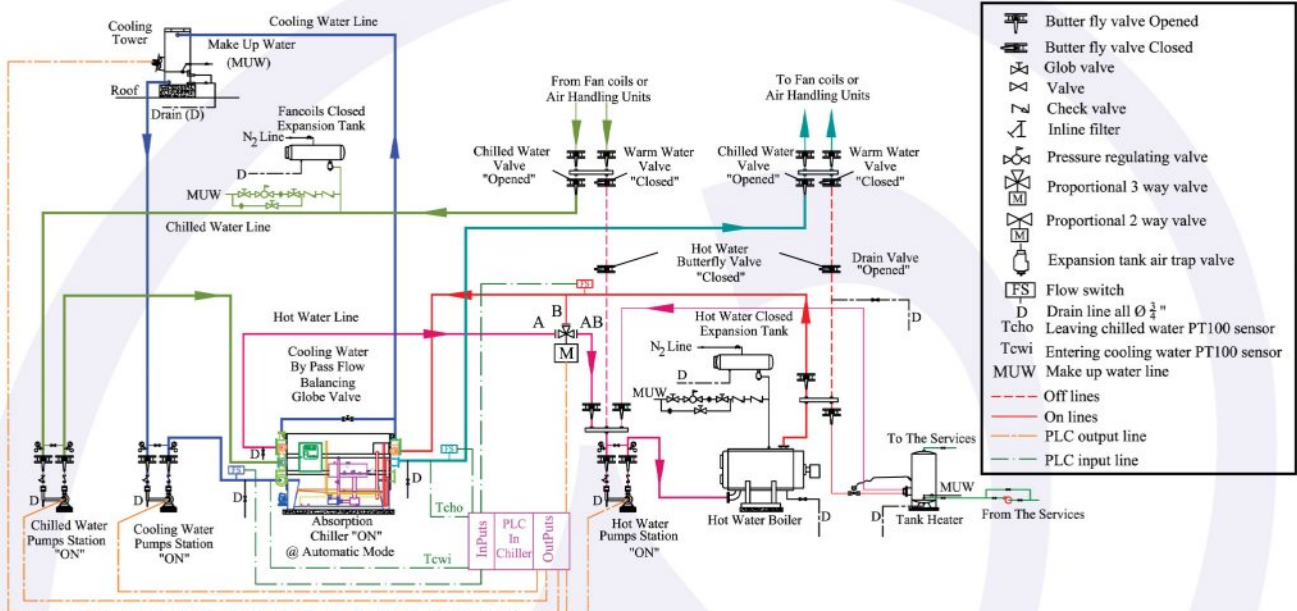 Cooling Water Line
Cooling
Tower
Make Up Water
(MUW)
Roof
Drain (D)
Fancoils Closed
Expansion Tank
N2 Line
D
MUW
Chilled Water Line
From Fan coils or
Air Handling Units
To Fan coils or
Air Handling Units
Chilled Water
Valve
"Opened"
Warm Water
Valve
"Closed"
Chilled Water
Valve
"Opened"
Warm Water
Valve
"Closed"
Hot Water
Butterfly Valve
"Closed"
Drain Valve
"Opened"
D
FS
Hot Water Line
B
A
AB
M
Hot Water Closed
Expansion Tank
N2 Line
D
MUW
Cooling Water
By Pass Flow
Balancing
Globe Valve
D
FS
FS
D
D
D
D
D
Tcho
Tcwi
Chilled Water
Pumps Station
"ON"
Cooling Water
Pumps Station
"ON"
Absorption
Chiller "ON"
@ Automatic Mode
InPuts
PLC
In
Chiller
OutPuts
Hot Water
Pumps Station
"ON"
Hot Water Boiler
D
To The Services
MUW
From The Services
Tank Heater
D
Butter fly valve Opened
Butter fly valve Closed
Glob valve
Valve
Check valve
Inline filter
Pressure regulating valve
Proportional 3 way valve
M
Proportional 2 way valve
M
Expansion tank air trap valve
FS Flow switch
D Drain line all Ø 3/4 "
Tcho Leaving chilled water PT100 sensor
Tcwi Entering cooling water PT100 sensor
MUW Make up water line
Off lines
On lines
PLC output line
PLC input line